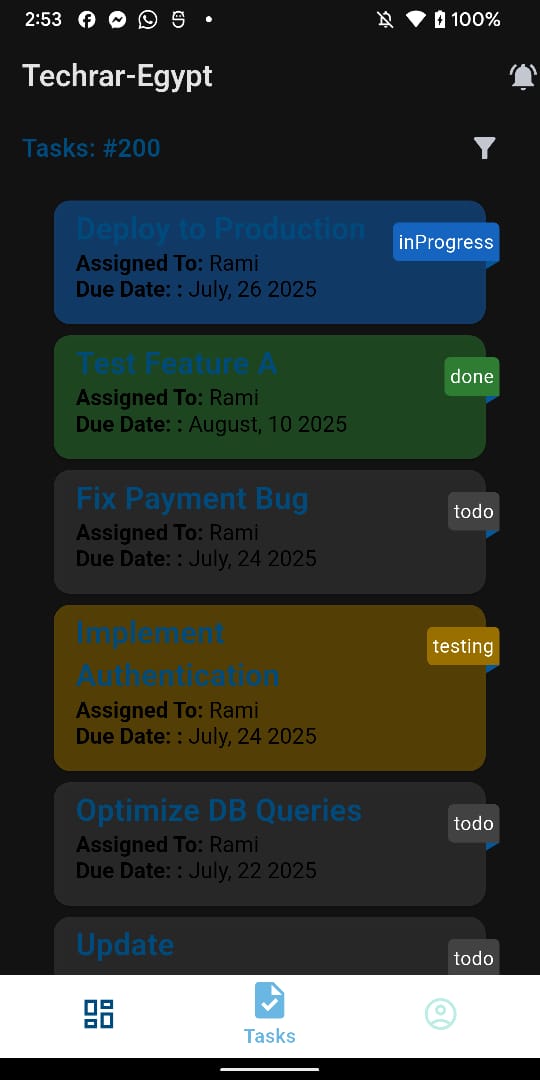 2:53
100%
Techrar-Egypt
Tasks: #200
Deploy to Production
inProgress
Assigned To: Rami
Due Date: : July, 26 2025
Test Feature A
done
Assigned To: Rami
Due Date: : August, 10 2025
Fix Payment Bug
todo
Assigned To: Rami
Due Date: : July, 24 2025
Implement
Authentication
testing
Assigned To: Rami
Due Date: : July, 24 2025
Optimize DB Queries
todo
Assigned To: Rami
Due Date: : July, 22 2025
Update
todo
Tasks